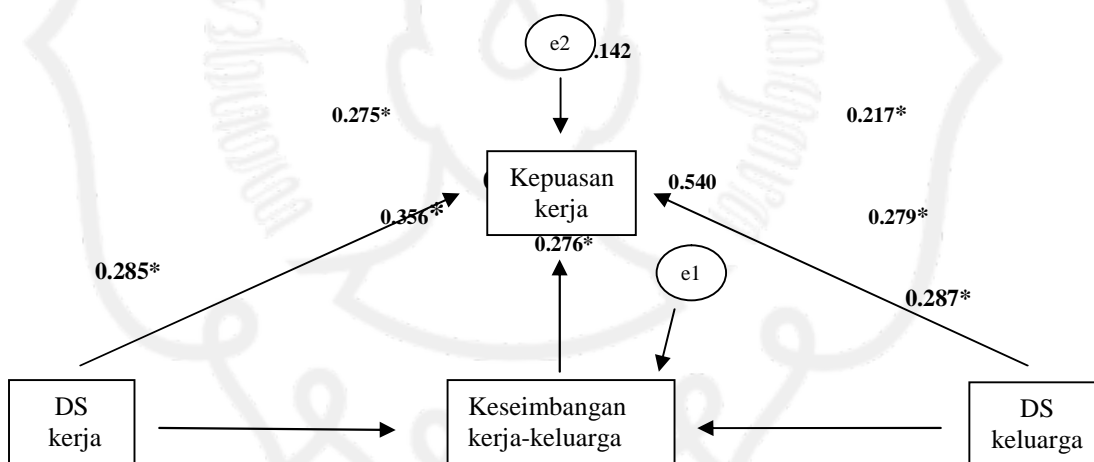 e2
.142
0.275*
0.217*
Kepuasan
kerja
0.540
0.356*
0.279*
0.276*
0.285*
e1
0.287*
DS
kerja
Keseimbangan
kerja-keluarga
DS
keluarga